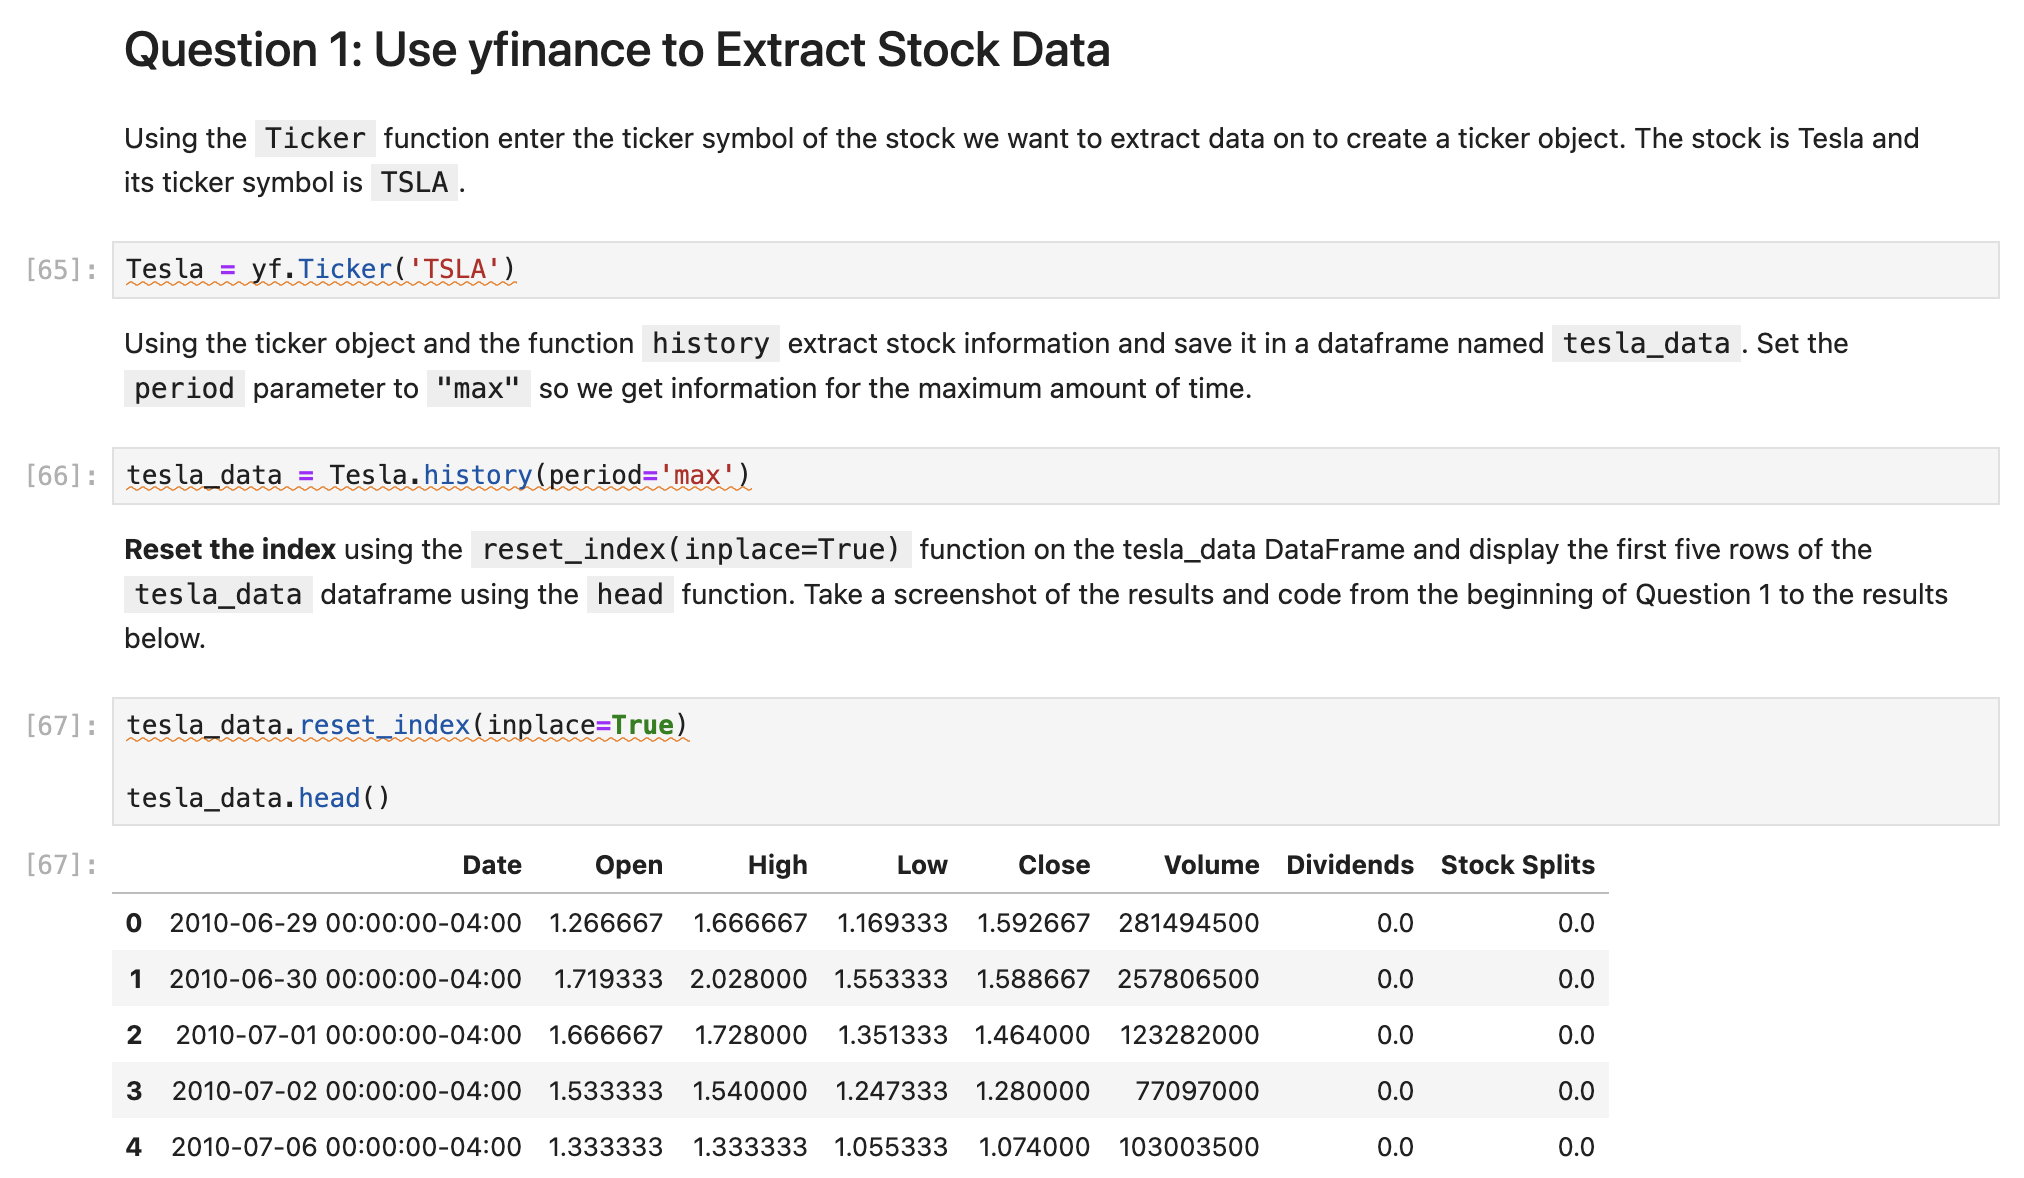 Question 1: Use yfinance to Extract Stock Data
Using the Ticker function enter the ticker symbol of the stock we want to extract data on to create a ticker object. The stock is Tesla and
its ticker symbol is TSLA .
[65]: Tesla = yf.Ticker('TSLA')
Using the ticker object and the function history extract stock information and save it in a dataframe named tesla_data . Set the
period parameter to "max" so we get information for the maximum amount of time.
[66]: tesla_data = Tesla.history(period='max')
Reset the index using the reset_index(inplace=True) function on the tesla_data DataFrame and display the first five rows of the
tesla_data dataframe using the head function. Take a screenshot of the results and code from the beginning of Question 1 to the results
below.
[67]: tesla_data.reset_index(inplace=True)
tesla_data.head()
[67]: Date Open High Low Close Volume Dividends Stock Splits
0 2010-06-29 00:00:00-04:00 1.266667 1.666667 1.169333 1.592667 281494500 0.0 0.0
1 2010-06-30 00:00:00-04:00 1.719333 2.028000 1.553333 1.588667 257806500 0.0 0.0
2 2010-07-01 00:00:00-04:00 1.666667 1.728000 1.351333 1.464000 123282000 0.0 0.0
3 2010-07-02 00:00:00-04:00 1.533333 1.540000 1.247333 1.280000 77097000 0.0 0.0
4 2010-07-06 00:00:00-04:00 1.333333 1.333333 1.055333 1.074000 103003500 0.0 0.0